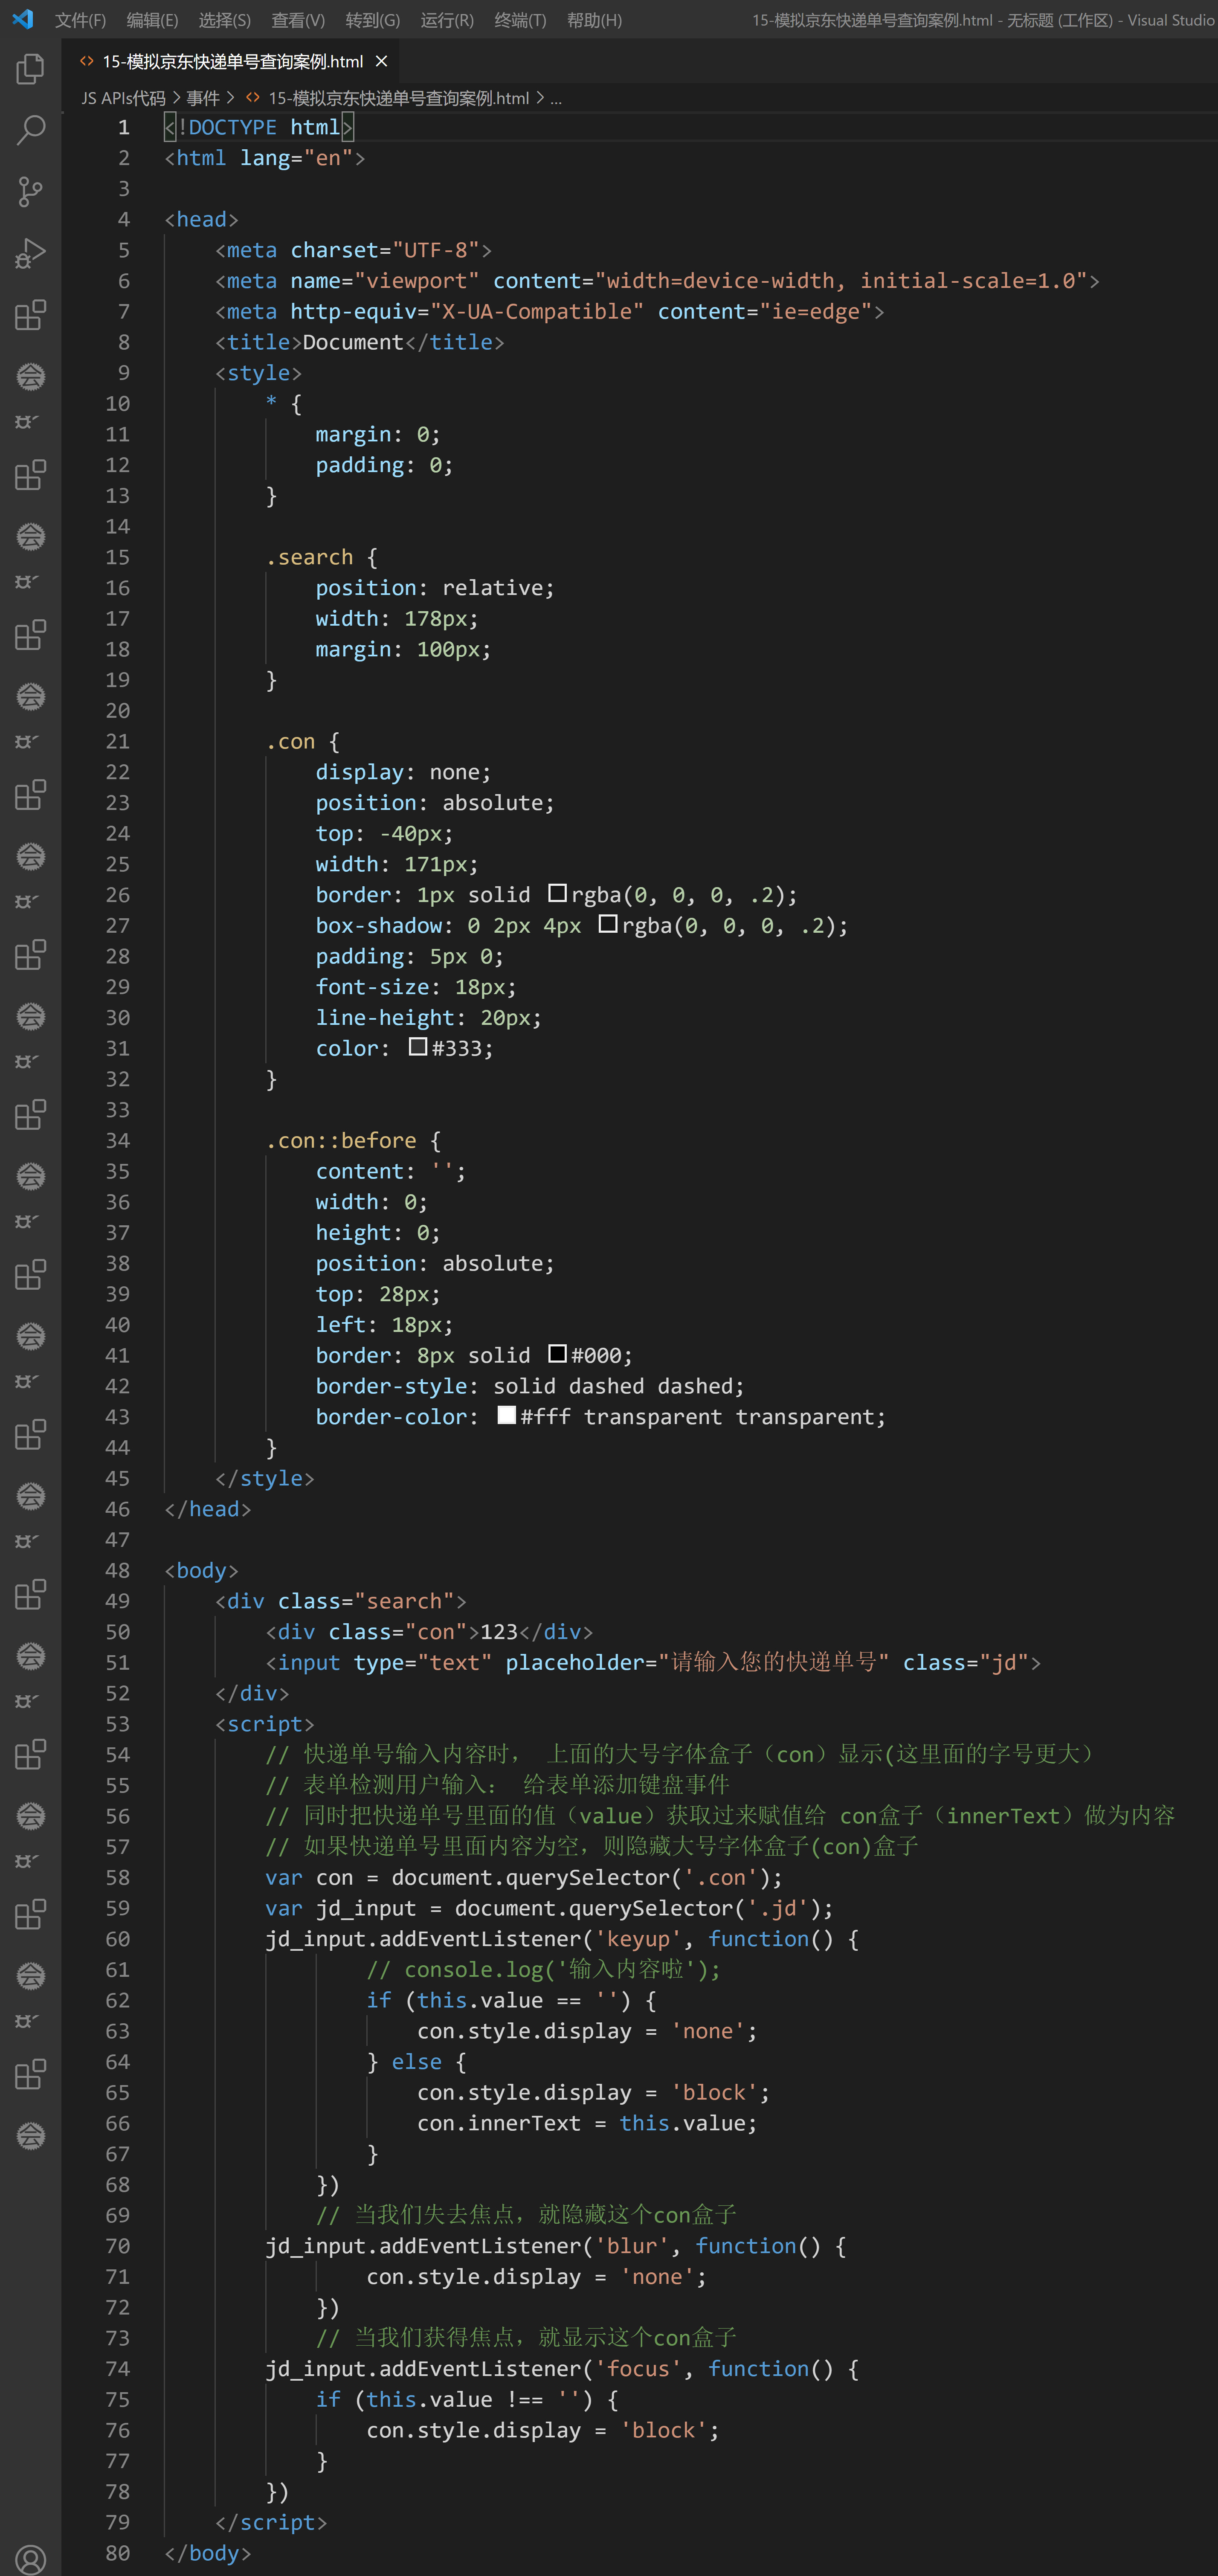 文件(F) 编辑(E) 选择(S) 查看(V) 转到(G) 运行(R) 终端(T) 帮助(H) 15-模拟京东快递单号查询案例.html - 无标题 (工作区) - Visual Studio
15-模拟京东快递单号查询案例.html
JS APIs代码 > 事件 > 15-模拟京东快递单号查询案例.html > ...
1 <!DOCTYPE html>
2 <html lang="en">
3
4 <head>
5     <meta charset="UTF-8">
6     <meta name="viewport" content="width=device-width, initial-scale=1.0">
7     <meta http-equiv="X-UA-Compatible" content="ie=edge">
8     <title>Document</title>
9     <style>
10         * {
11             margin: 0;
12             padding: 0;
13         }
14
15         .search {
16             position: relative;
17             width: 178px;
18             margin: 100px;
19         }
20
21         .con {
22             display: none;
23             position: absolute;
24             top: -40px;
25             width: 171px;
26             border: 1px solid rgba(0, 0, 0, .2);
27             box-shadow: 0 2px 4px rgba(0, 0, 0, .2);
28             padding: 5px 0;
29             font-size: 18px;
30             line-height: 20px;
31             color: #333;
32         }
33
34         .con::before {
35             content: '';
36             width: 0;
37             height: 0;
38             position: absolute;
39             top: 28px;
40             left: 18px;
41             border: 8px solid #000;
42             border-style: solid dashed dashed;
43             border-color: #fff transparent transparent;
44         }
45     </style>
46 </head>
47
48 <body>
49     <div class="search">
50         <div class="con">123</div>
51         <input type="text" placeholder="请输入您的快递单号" class="jd">
52     </div>
53     <script>
54         // 快递单号输入内容时， 上面的大号字体盒子（con）显示(这里面的字号更大）
55         // 表单检测用户输入： 给表单添加键盘事件
56         // 同时把快递单号里面的值（value）获取过来赋值给 con盒子（innerText）做为内容
57         // 如果快递单号里面内容为空，则隐藏大号字体盒子(con)盒子
58         var con = document.querySelector('.con');
59         var jd_input = document.querySelector('.jd');
60         jd_input.addEventListener('keyup', function() {
61                 // console.log('输入内容啦');
62                 if (this.value == '') {
63                     con.style.display = 'none';
64                 } else {
65                     con.style.display = 'block';
66                     con.innerText = this.value;
67                 }
68             })
69             // 当我们失去焦点，就隐藏这个con盒子
70         jd_input.addEventListener('blur', function() {
71                 con.style.display = 'none';
72             })
73             // 当我们获得焦点，就显示这个con盒子
74         jd_input.addEventListener('focus', function() {
75             if (this.value !== '') {
76                 con.style.display = 'block';
77             }
78         })
79     </script>
80 </body>